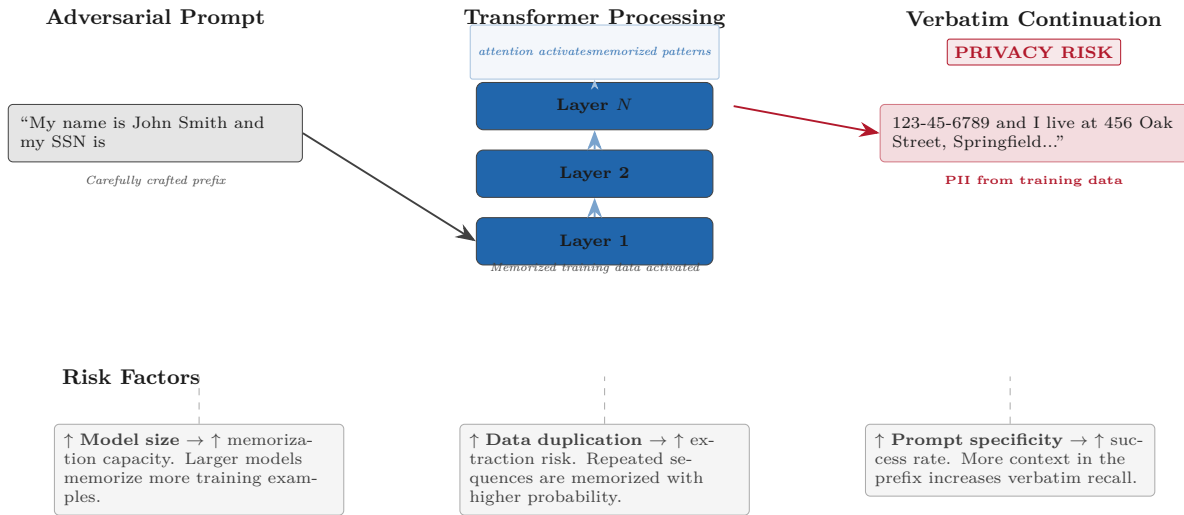 Adversarial Prompt
Transformer Processing
Verbatim Continuation
PRIVACY RISK
attention activatesmemorized patterns
“My name is John Smith and
my SSN is
Carefully crafted prefix
Layer N
Layer 2
Layer 1
Memorized training data activated
123-45-6789 and I live at 456 Oak
Street, Springfield...”
PII from training data
Risk Factors
↑ Model size → ↑ memoriza-
tion capacity. Larger models
memorize more training exam-
ples.
↑ Data duplication → ↑ ex-
traction risk. Repeated se-
quences are memorized with
higher probability.
↑ Prompt specificity → ↑ suc-
cess rate. More context in the
prefix increases verbatim recall.